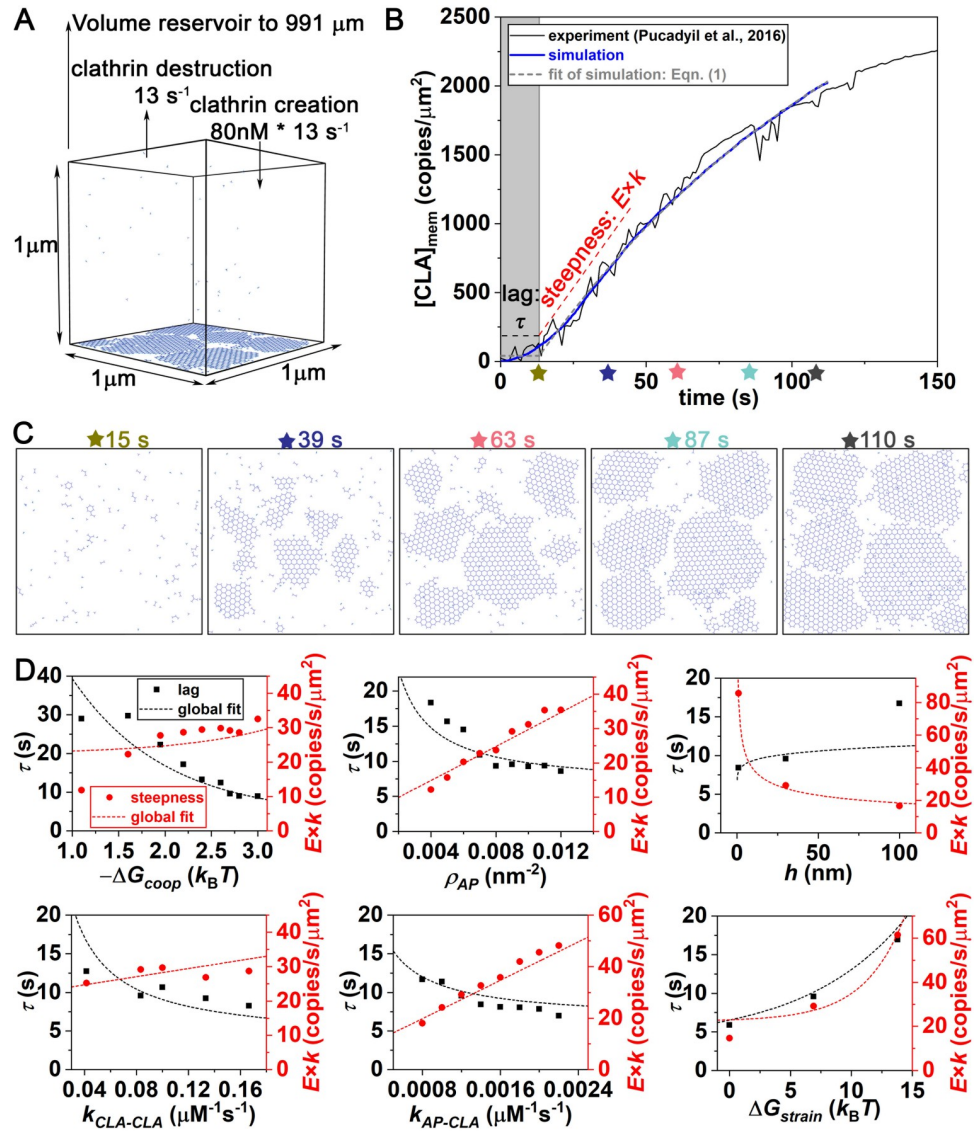 A
Volume reservoir to 991 μm
clathrin destruction
13 s⁻¹
clathrin creation
80nM * 13 s⁻¹
1μm
1μm
1μm
B
2500
2000
1500
1000
500
0
[CLA]mem (copies/μm²)
experiment (Pucadyil et al., 2016)
simulation
fit of simulation: Eqn. (1)
steepness: E×k
lag:
τ
0
50
100
150
time (s)
C
15 s
39 s
63 s
87 s
110 s
D
40
30
20
10
0
τ (s)
lag
global fit
steepness
global fit
50
40
30
20
10
0
E×k (copies/s/μm²)
1.0
1.5
2.0
2.5
3.0
−ΔGcoop (kBT)
20
15
10
5
0
τ (s)
50
40
30
20
10
0
E×k (copies/s/μm²)
0.004
0.008
0.012
ρAP (nm⁻²)
20
15
10
5
0
τ (s)
80
60
40
20
0
E×k (copies/s/μm²)
0
50
100
h (nm)
20
15
10
5
0
τ (s)
40
30
20
10
0
E×k (copies/s/μm²)
0.04
0.08
0.12
0.16
kCLA-CLA (μM⁻¹s⁻¹)
20
15
10
5
0
τ (s)
60
40
20
0
E×k (copies/s/μm²)
0.0008
0.0016
0.0024
kAP-CLA (μM⁻¹s⁻¹)
20
15
10
5
0
τ (s)
60
40
20
0
E×k (copies/s/μm²)
0
5
10
15
ΔGstrain (kBT)